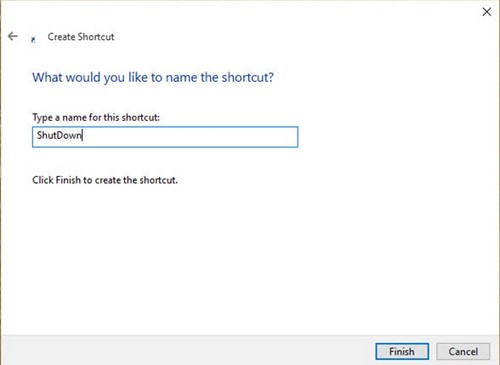 Create Shortcut
What would you like to name the shortcut?
Type a name for this shortcut:
ShutDown
Click Finish to create the shortcut.
Finish Cancel